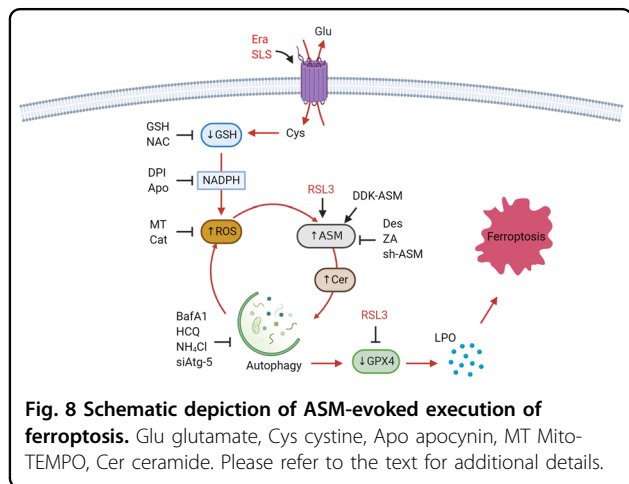 Era
SLS
Glu
GSH
NAC
↓GSH
Cys
DPI
Apo
NADPH
RSL3
DDK-ASM
MT
Cat
↑ROS
↑ASM
Des
ZA
sh-ASM
Ferroptosis
↑Cer
BafA1
HCQ
NH₄Cl
siAtg-5
RSL3
LPO
Autophagy
↓GPX4
Fig. 8 Schematic depiction of ASM-evoked execution of
ferroptosis. Glu glutamate, Cys cystine, Apo apocynin, MT Mito-
TEMPO, Cer ceramide. Please refer to the text for additional details.